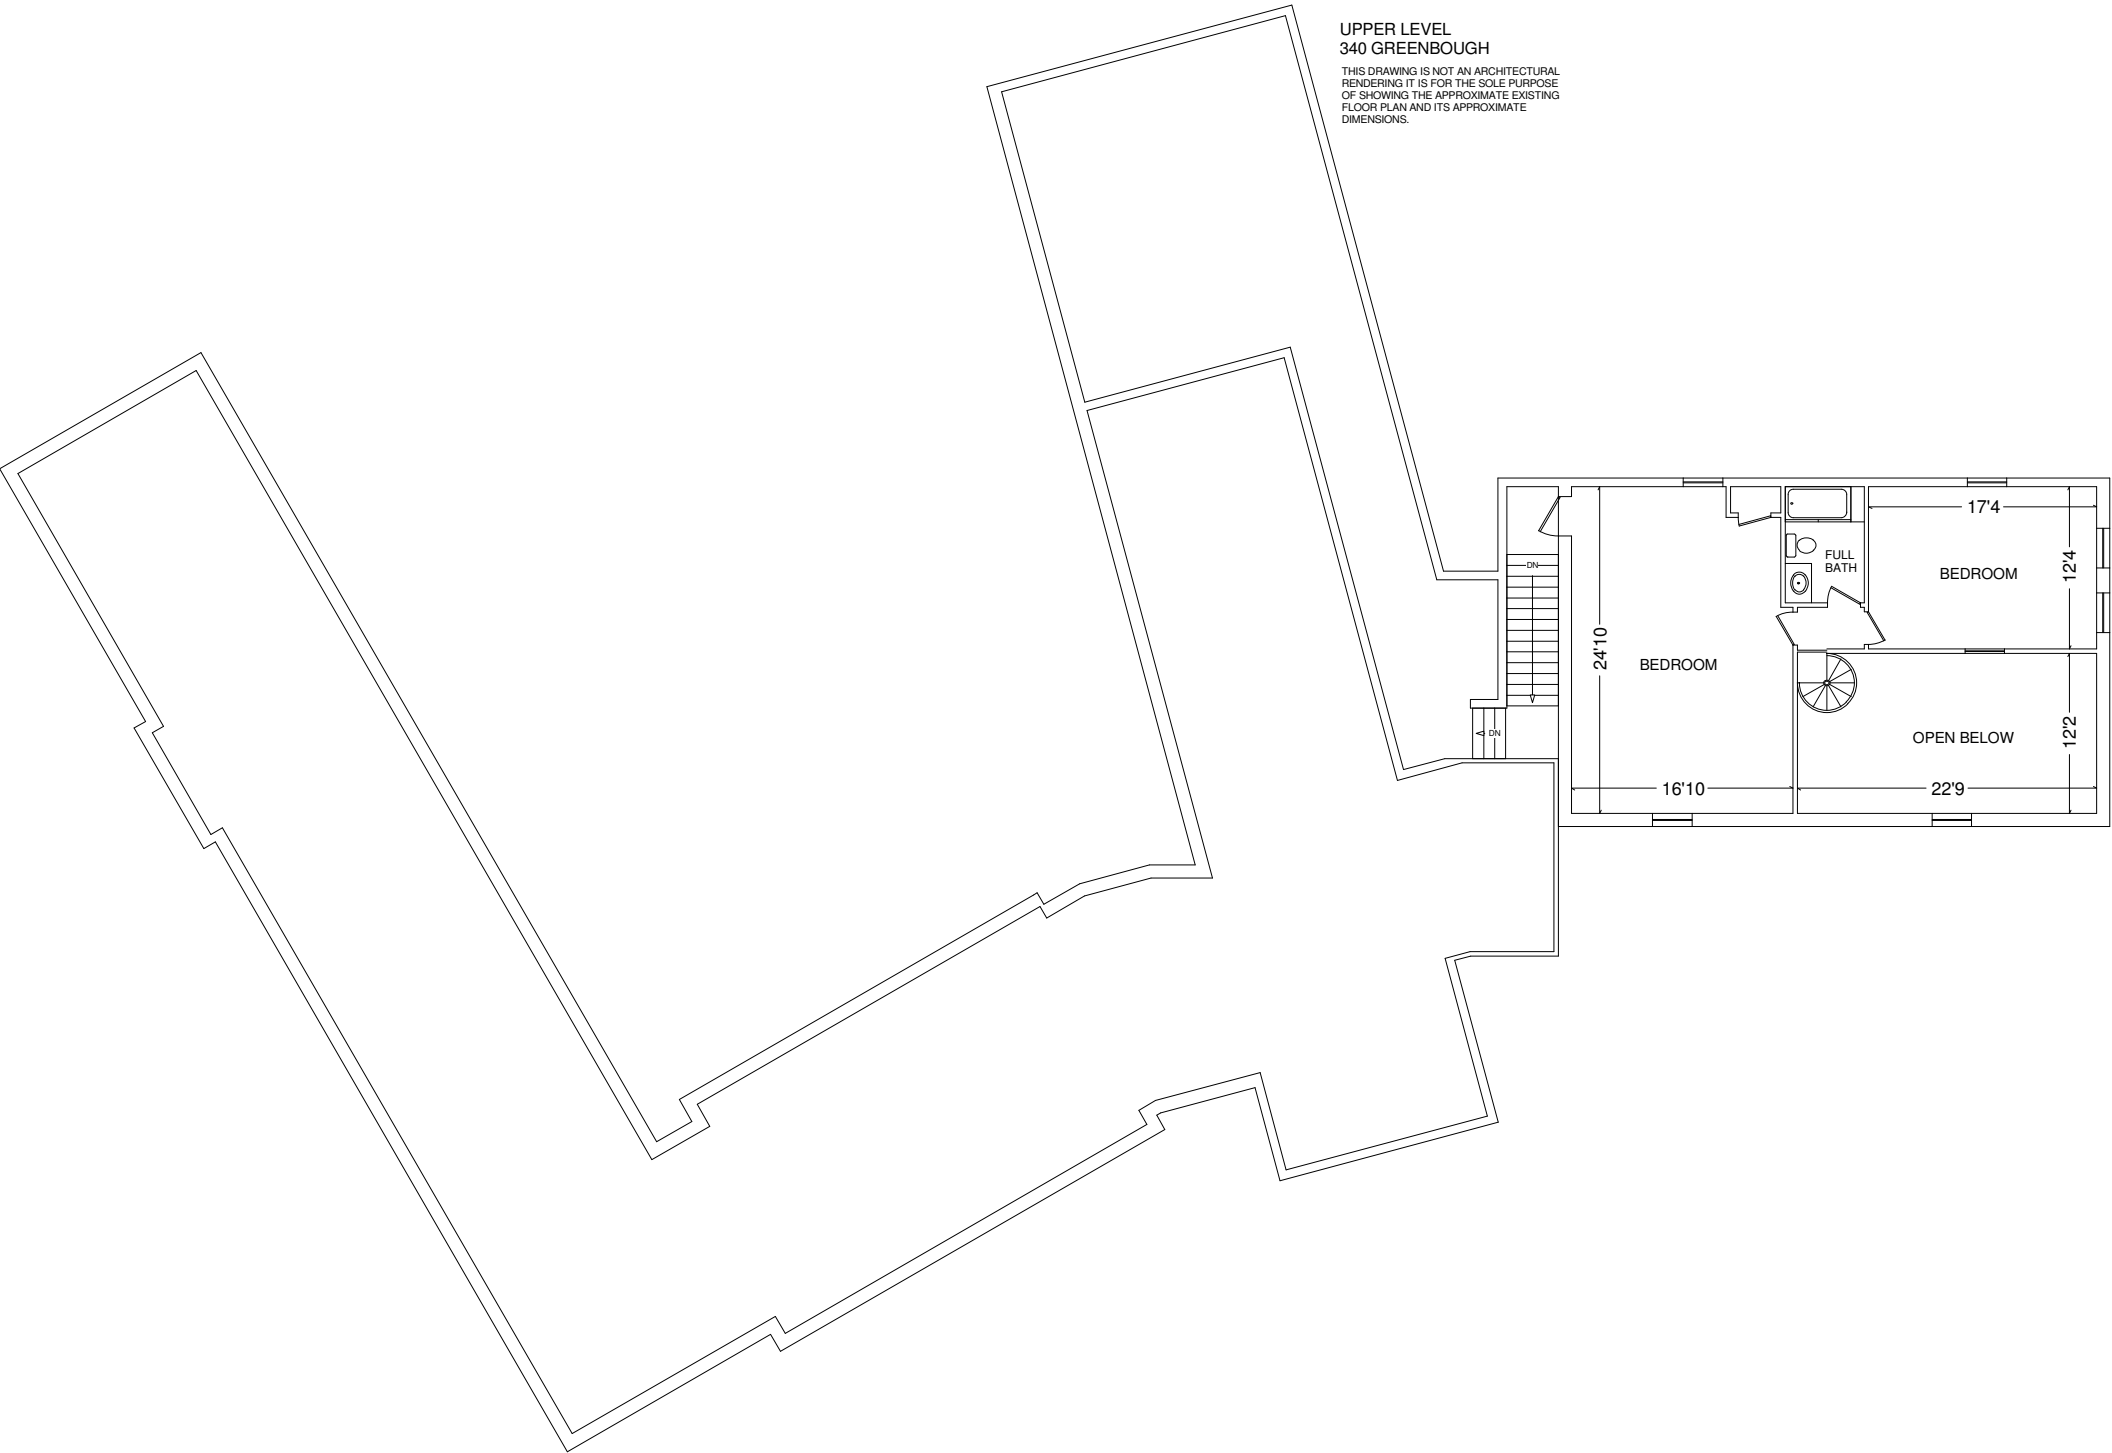 UPPER LEVEL
340 GREENBOUGH
THIS DRAWING IS NOT AN ARCHITECTURAL
RENDERING IT IS FOR THE SOLE PURPOSE
OF SHOWING THE APPROXIMATE EXISTING
FLOOR PLAN AND ITS APPROXIMATE
DIMENSIONS.
17'4
FULL
BATH
DN
BEDROOM
12'4
24'10
BEDROOM
DN
OPEN BELOW
12'2
16'10
22'9